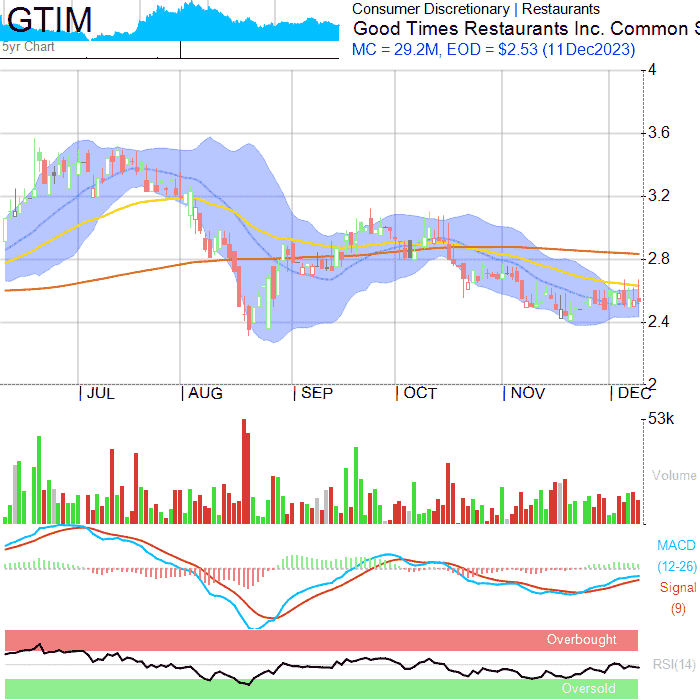 GTIM
5yr Chart
Consumer Discretionary | Restaurants
Good Times Restaurants Inc. Common S
MC = 29.2M, EOD = $2.53 (11Dec2023)
4
3.6
3.2
2.8
2.4
2
| JUL | AUG | SEP | OCT | NOV | DEC
53k
Volume
MACD
(12-26)
Signal
(9)
Overbought
RSI(14)
Oversold